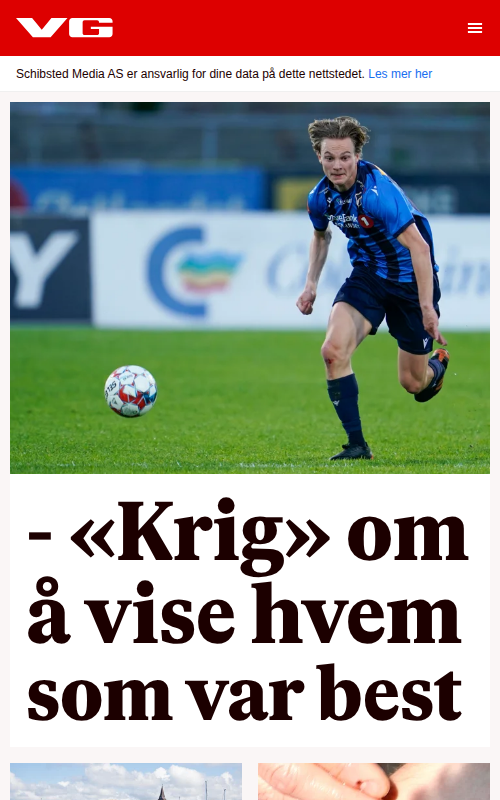 VG
Schibsted Media AS er ansvarlig for dine data på dette nettstedet. Les mer her
Y
- «Krig» om
å vise hvem
som var best